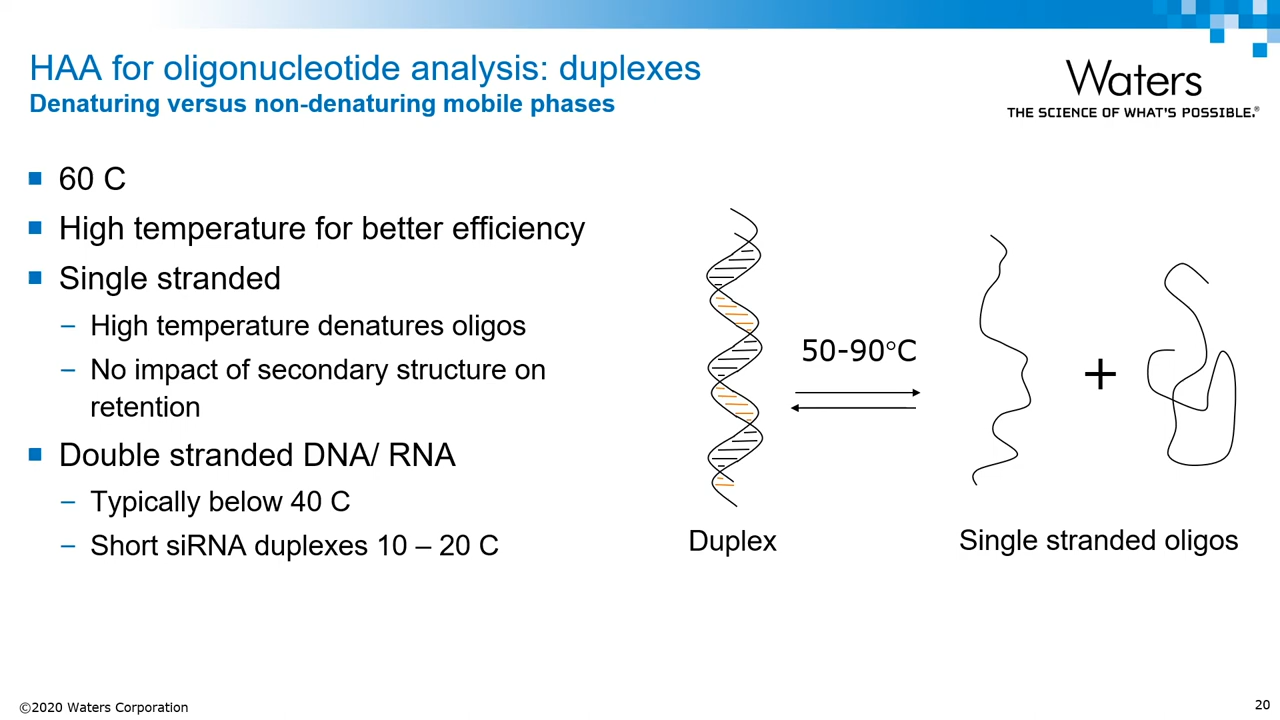 HAA for oligonucleotide analysis: duplexes
Denaturing versus non-denaturing mobile phases
Waters
THE SCIENCE OF WHAT'S POSSIBLE.®
60 C
High temperature for better efficiency
Single stranded
– High temperature denatures oligos
– No impact of secondary structure on
retention
Double stranded DNA/ RNA
– Typically below 40 C
– Short siRNA duplexes 10 – 20 C
50-90°C
+
Duplex
Single stranded oligos
©2020 Waters Corporation
20